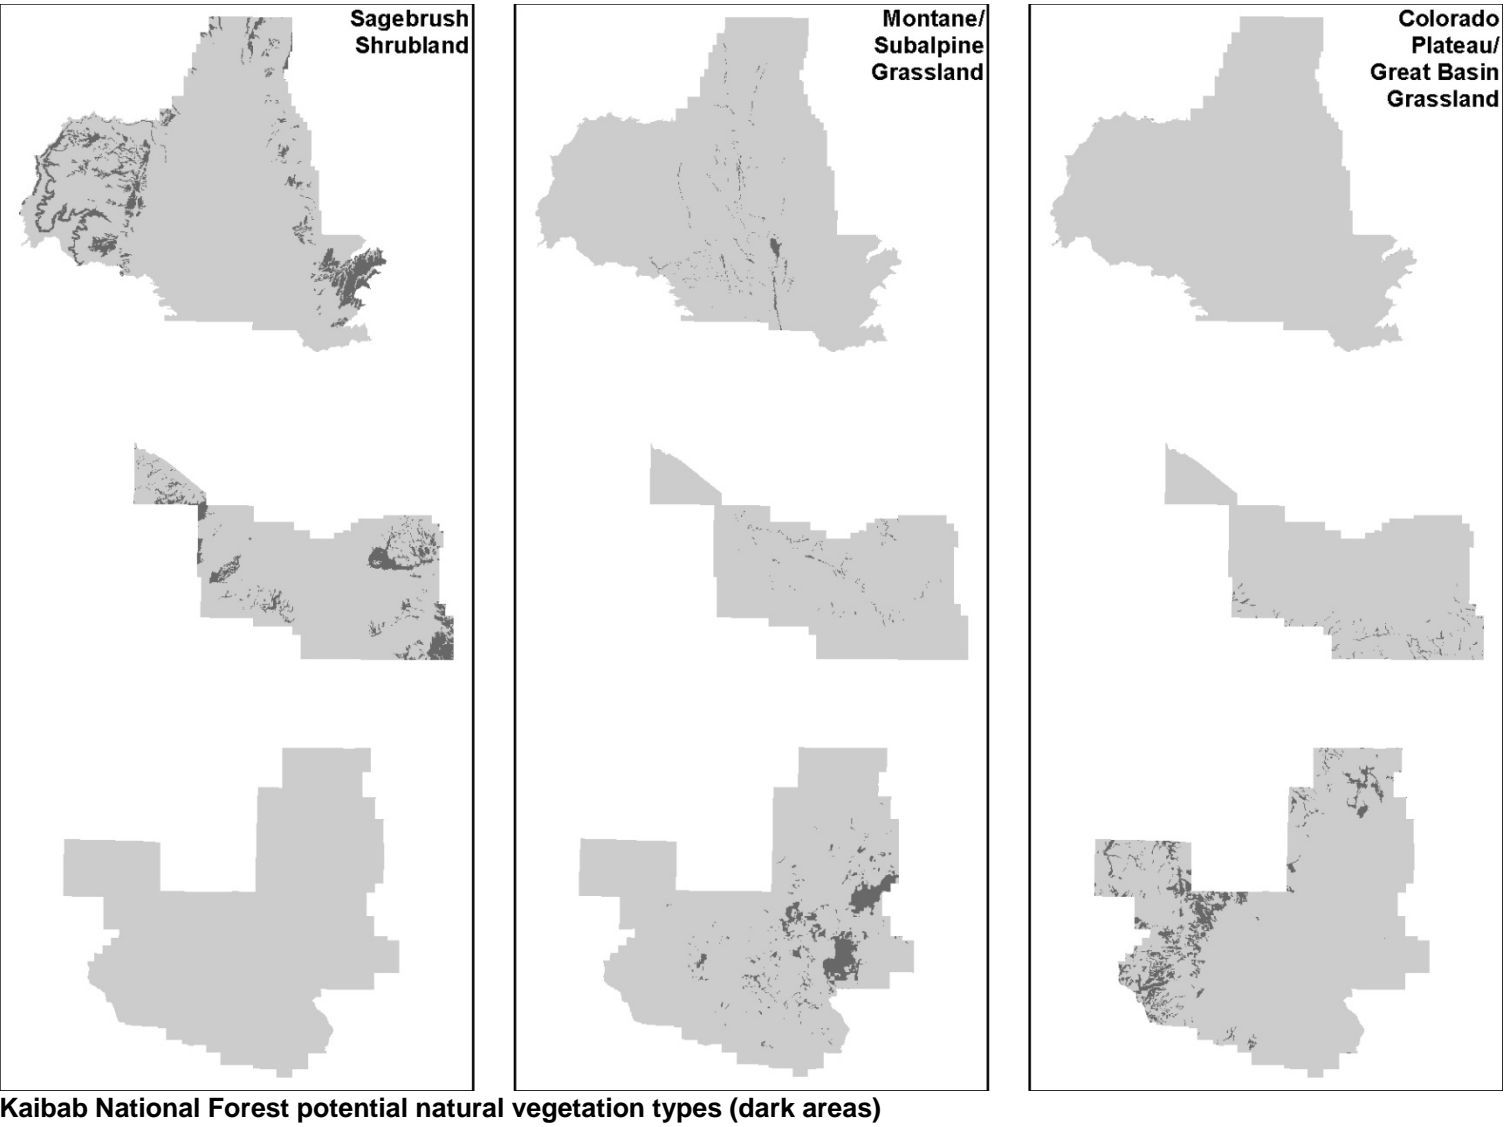 Sagebrush
Shrubland
Montane/
Subalpine
Grassland
Colorado
Plateau/
Great Basin
Grassland
Kaibab National Forest potential natural vegetation types (dark areas)